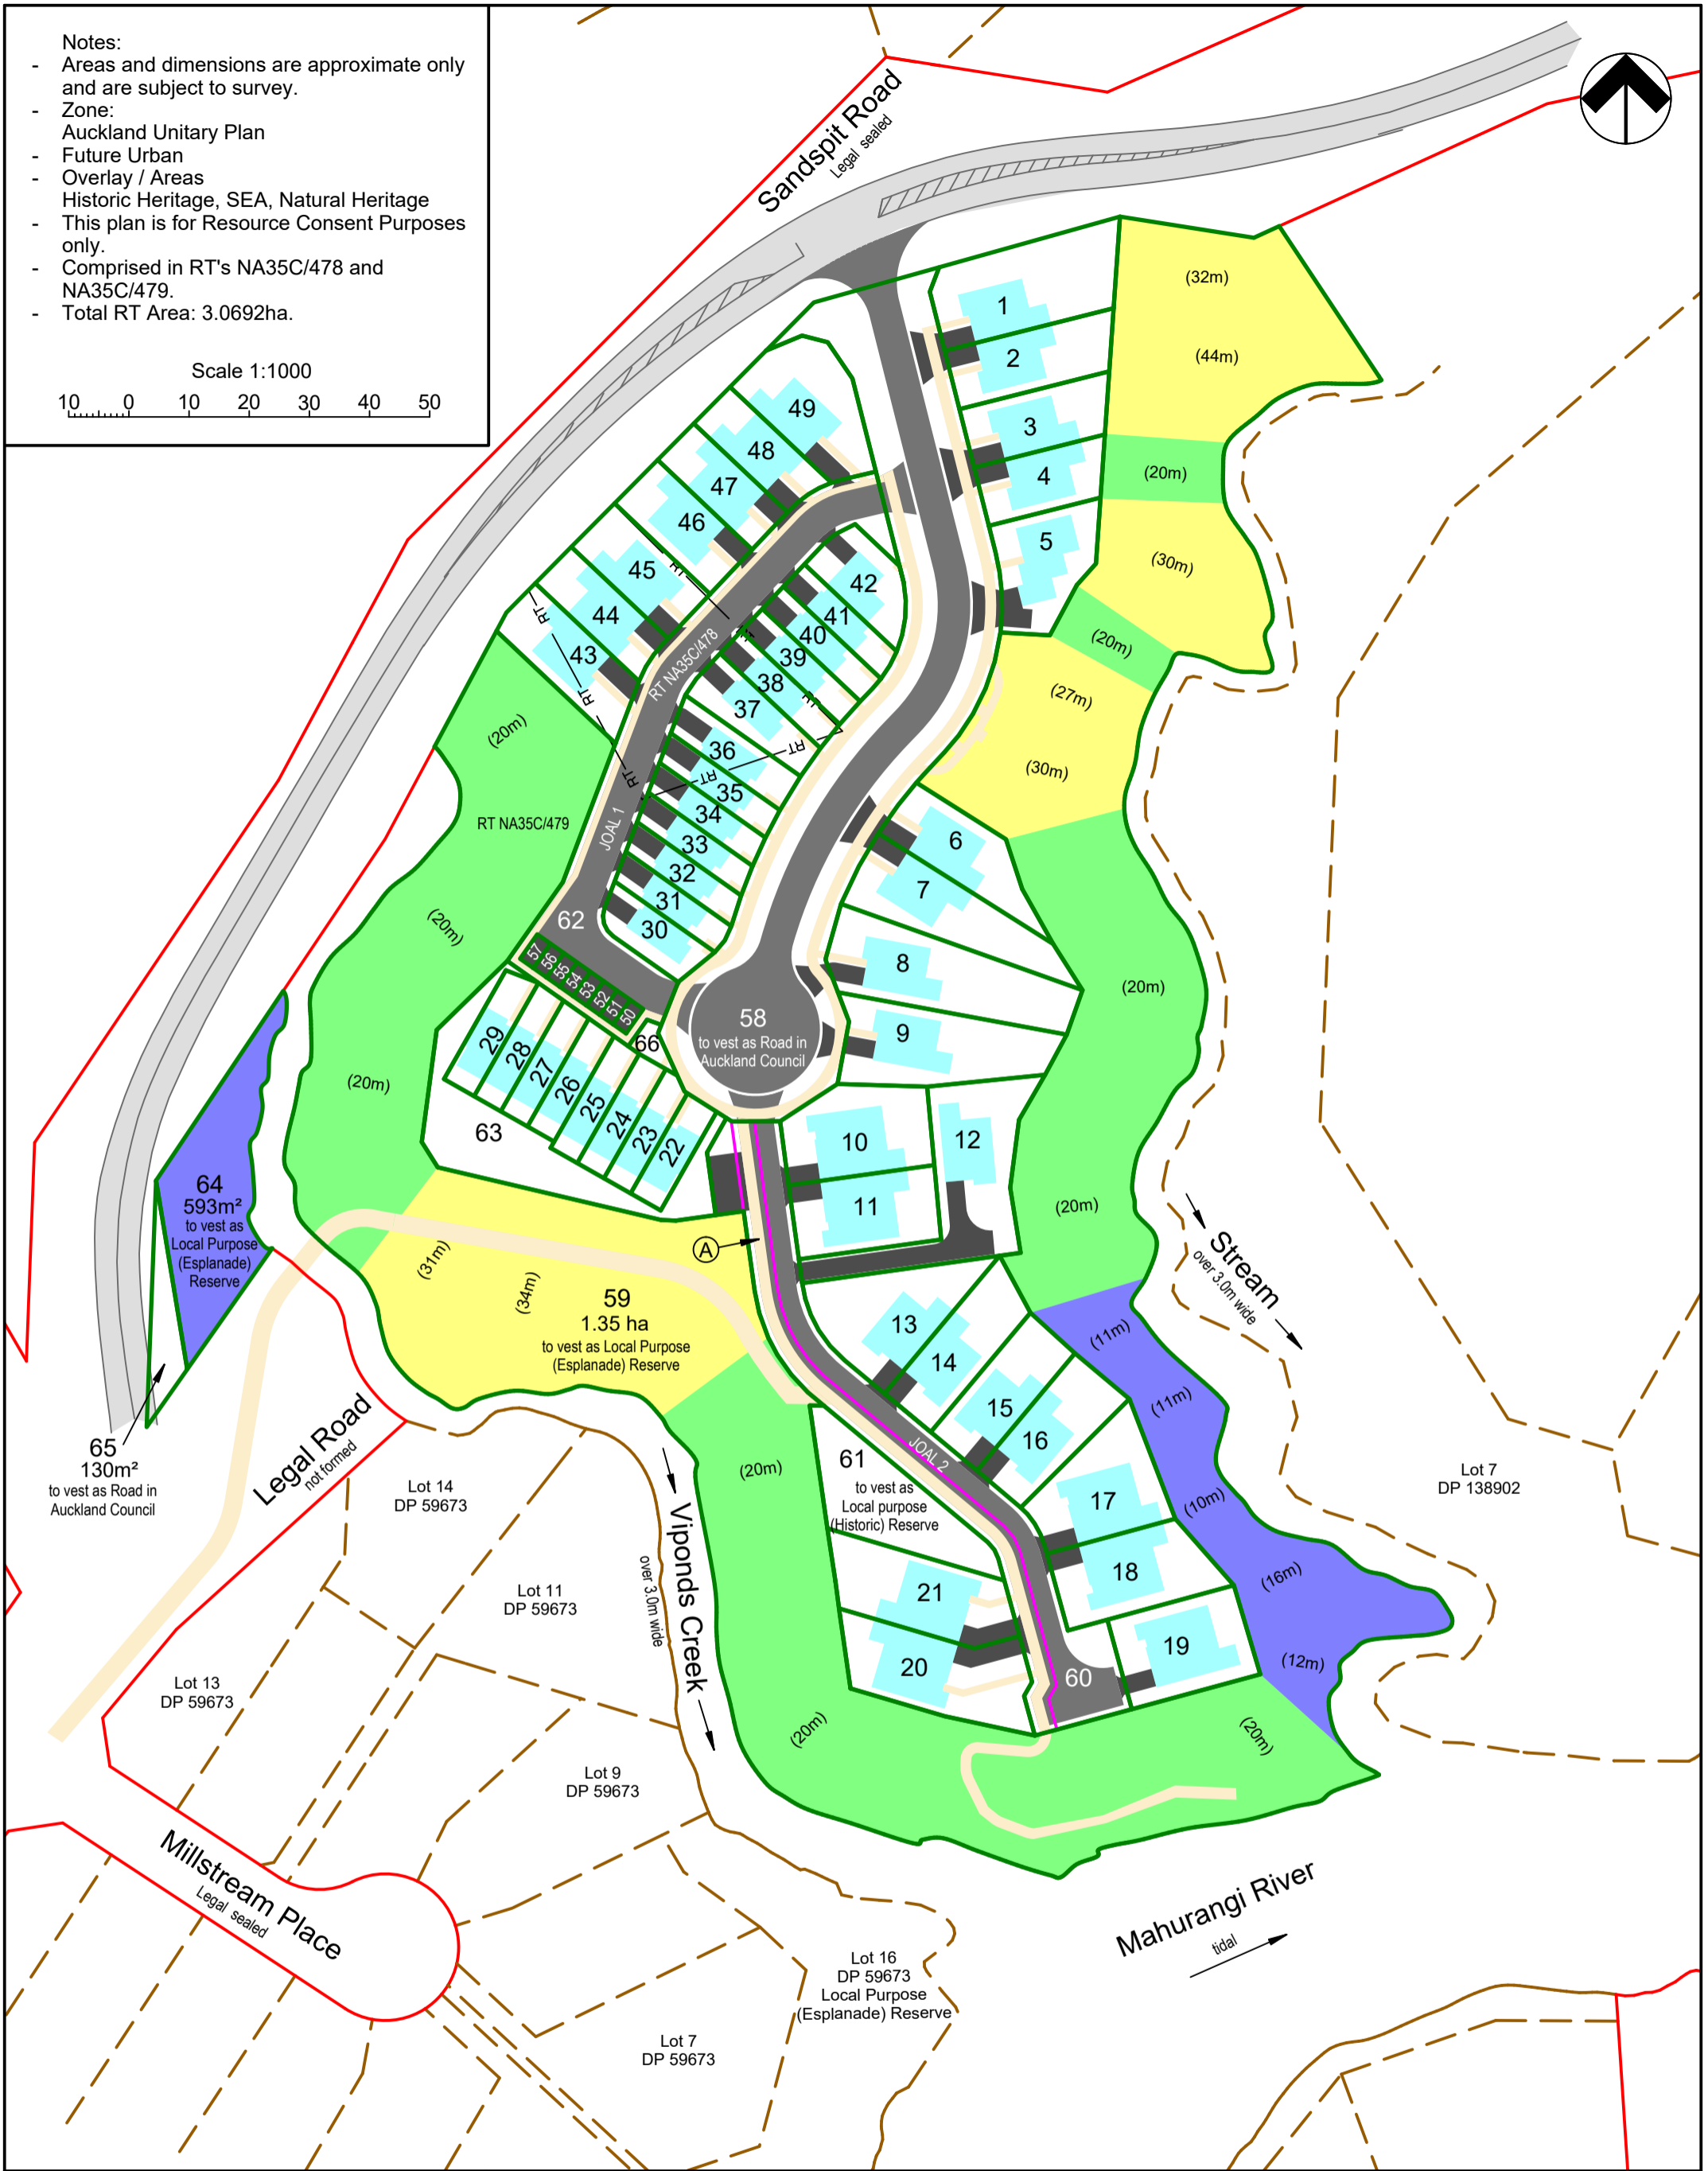 Notes:
- Areas and dimensions are approximate only
and are subject to survey.
- Zone:
Auckland Unitary Plan
- Future Urban
- Overlay / Areas
Historic Heritage, SEA, Natural Heritage
- This plan is for Resource Consent Purposes
only.
- Comprised in RT's NA35C/478 and
NA35C/479.
- Total RT Area: 3.0692ha.
Scale 1:1000
10 0 10 20 30 40 50
Sandspit Road
Legal sealed
1
2
3
4
5
(32m)
(44m)
(20m)
(30m)
(20m)
(27m)
(30m)
49
48
47
46
45
44
43
42
41
40
39
38
37
36
35
34
33
32
31
30
RT
RT
RT
RT
RT
RT
RT
RT
RT
RT NA35C/478
JOAL 1
RT NA35C/479
(20m)
(20m)
(20m)
62
57
56
55
54
53
52
51
50
66
58
to vest as Road in
Auckland Council
6
7
8
9
(20m)
29
28
27
26
25
24
23
22
63
10
11
12
(20m)
64
593m²
to vest as
Local Purpose
(Esplanade)
Reserve
A
(31m)
(34m)
59
1.35 ha
to vest as Local Purpose
(Esplanade) Reserve
Stream
over 3.0m wide
13
14
15
16
(11m)
(11m)
(10m)
(16m)
(12m)
65
130m²
to vest as Road in
Auckland Council
Legal Road
not formed
Lot 14
DP 59673
(20m)
61
to vest as
Local purpose
(Historic) Reserve
JOAL 2
17
18
19
20
21
60
Lot 7
DP 138902
Viponds Creek
over 3.0m wide
Lot 11
DP 59673
Lot 13
DP 59673
Lot 9
DP 59673
(20m)
(20m)
Millstream Place
Legal sealed
Mahurangi River
tidal
Lot 16
DP 59673
Local Purpose
(Esplanade) Reserve
Lot 7
DP 59673